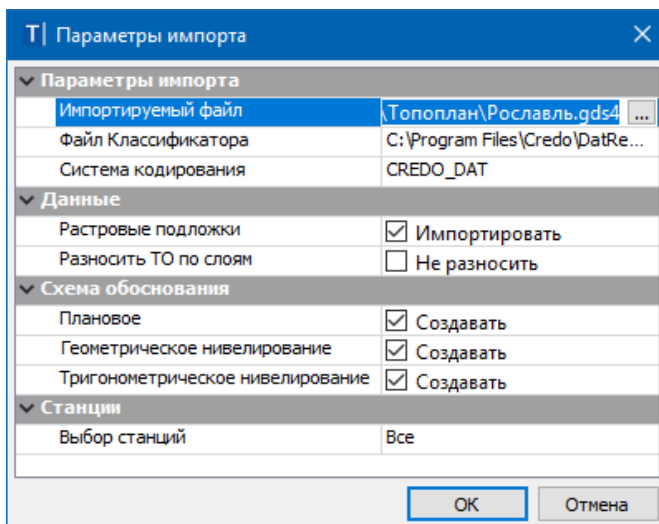 T| Параметры импорта
Параметры импорта
Импортируемый файл \Топоплан\Рославль.gds4 ...
Файл Классификатора C:\Program Files\Credo\DatRe...
Система кодирования CREDO_DAT
Данные
Растровые подложки Импортировать
Разносить ТО по слоям Не разносить
Схема обоснования
Плановое Создавать
Геометрическое нивелирование Создавать
Тригонометрическое нивелирование Создавать
Станции
Выбор станций Все
OK Отмена